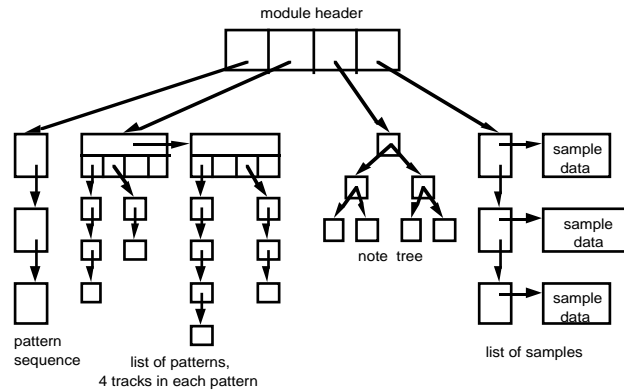 module header
sample
data
sample
data
sample
data
note tree
pattern
sequence
list of patterns,
4 tracks in each pattern
list of samples